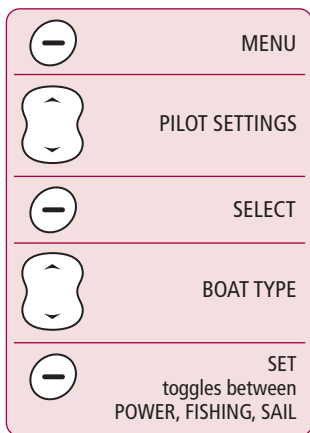 MENU
PILOT SETTINGS
SELECT
BOAT TYPE
SET
toggles between
POWER, FISHING, SAIL